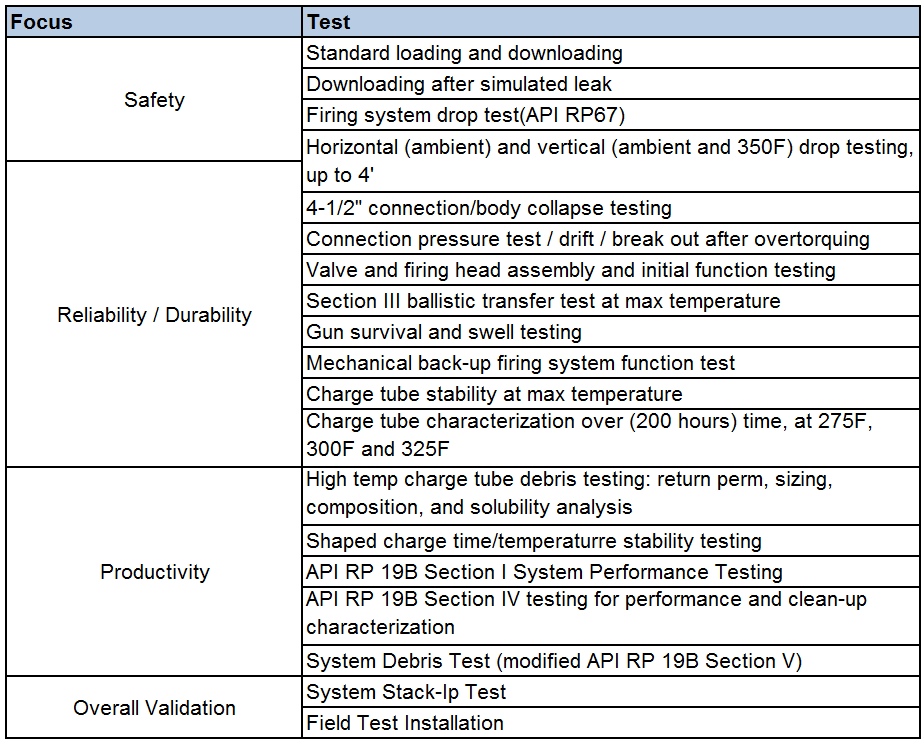 Focus Test
Safety
Standard loading and downloading
Downloading after simulated leak
Firing system drop test(API RP67)
Horizontal (ambient) and vertical (ambient and 350F) drop testing,
up to 4'
Reliability / Durability
4-1/2" connection/body collapse testing
Connection pressure test / drift / break out after overtorquing
Valve and firing head assembly and initial function testing
Section III ballistic transfer test at max temperature
Gun survival and swell testing
Mechanical back-up firing system function test
Charge tube stability at max temperature
Charge tube characterization over (200 hours) time, at 275F,
300F and 325F
Productivity
High temp charge tube debris testing: return perm, sizing,
composition, and solubility analysis
Shaped charge time/temperaturre stability testing
API RP 19B Section I System Performance Testing
API RP 19B Section IV testing for performance and clean-up
characterization
System Debris Test (modified API RP 19B Section V)
Overall Validation
System Stack-Ip Test
Field Test Installation